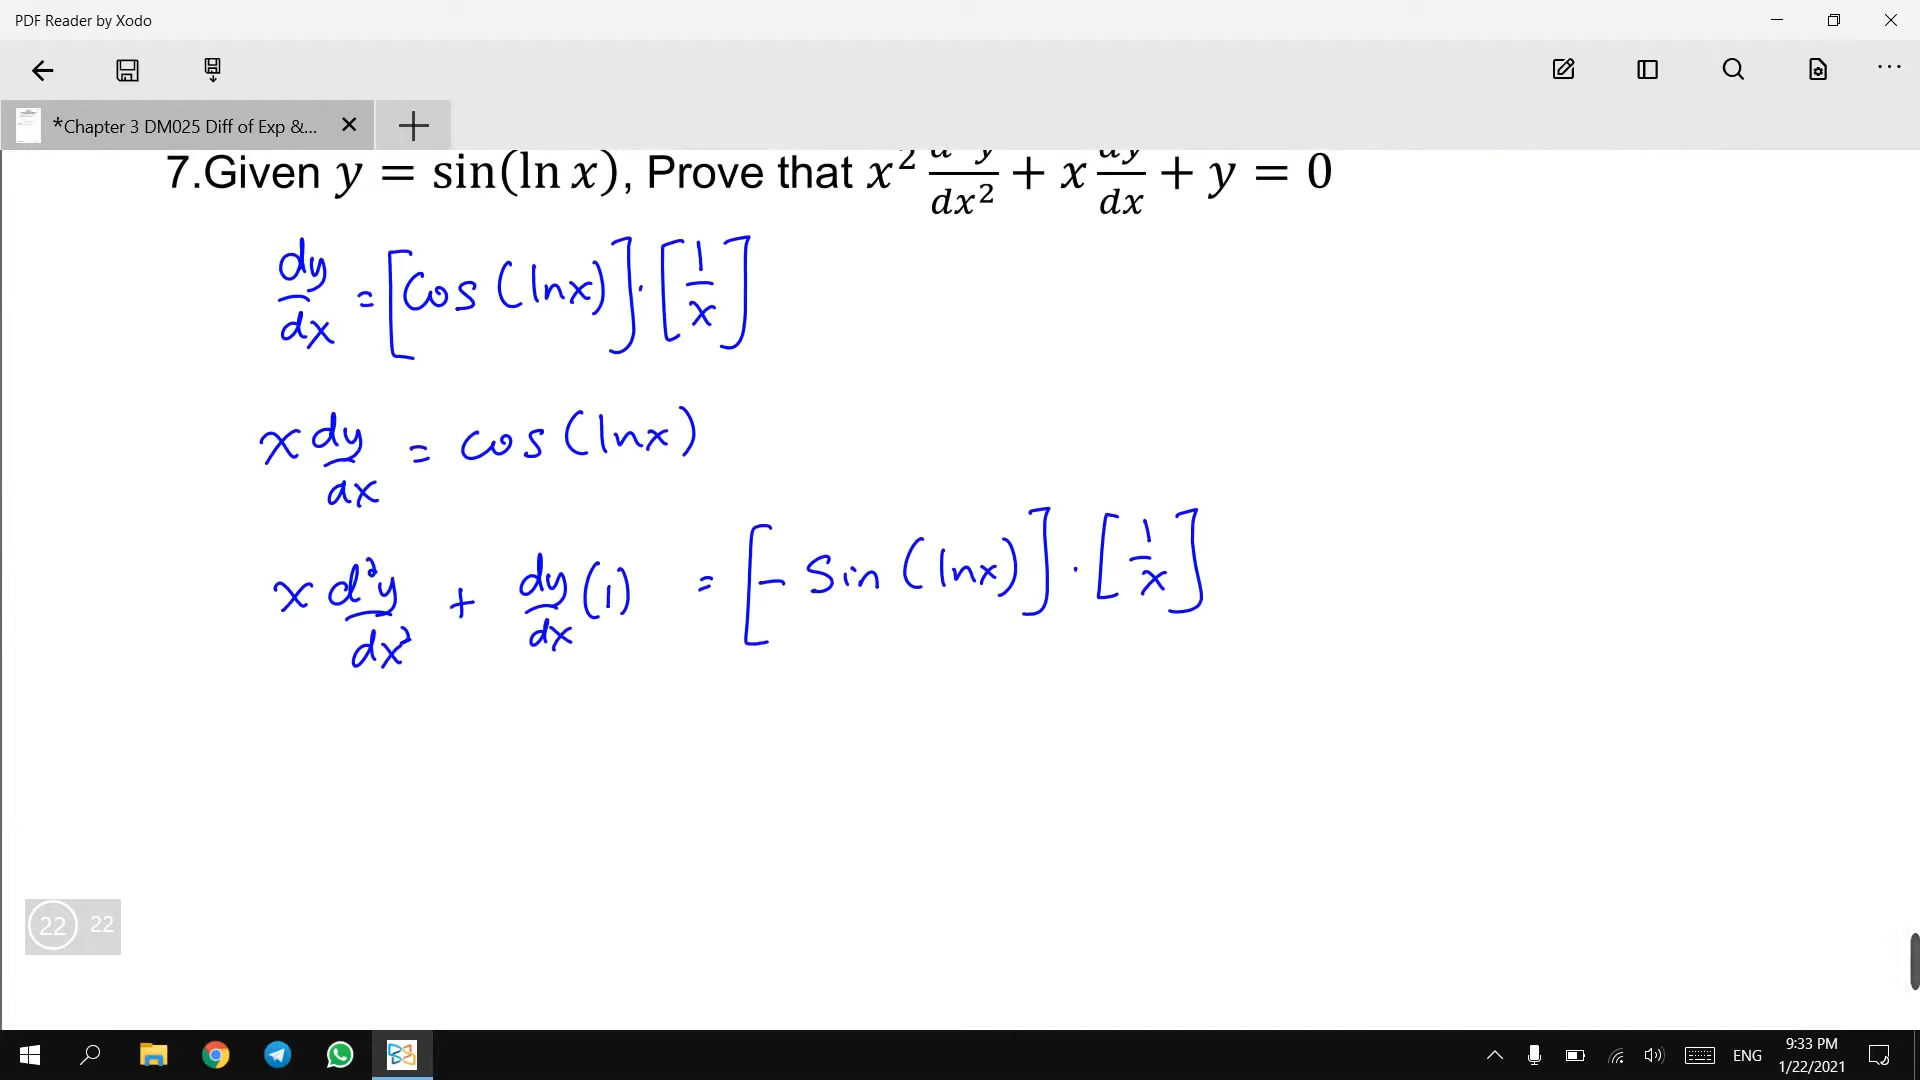 PDF Reader by Xodo
*Chapter 3 DM025 Diff of Exp &...
7.Given y = sin(ln x), Prove that x² d²y/dx² + x dy/dx + y = 0
dy/dx = [cos (lnx)] · [1/x]
x dy/dx = cos (lnx)
x d²y/dx² + dy/dx (1) = [- sin (lnx)] · [1/x]
22 22
ENG
9:33 PM
1/22/2021